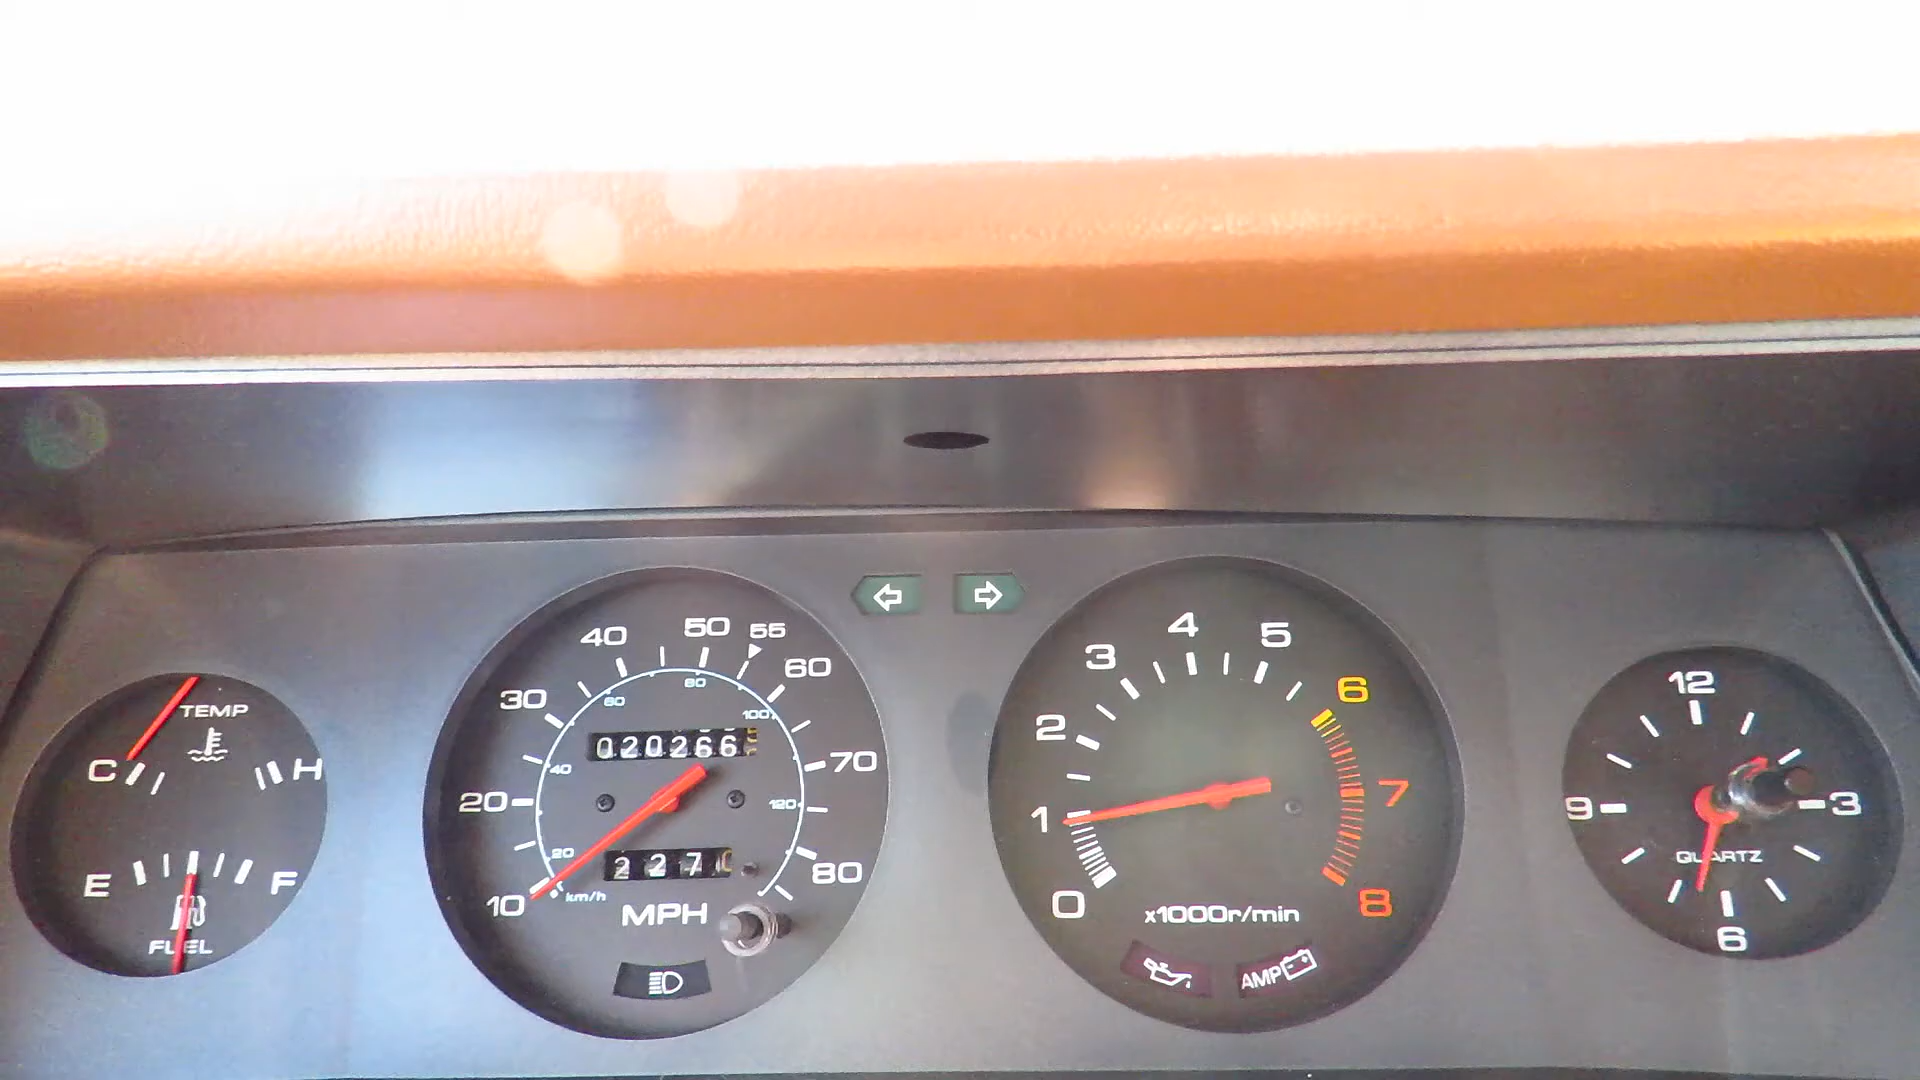 TEMP
C H
E F
FUEL
10 20 30 40 50 55 60 70 80
20 40 60 80 100 120
km/h
020266
227
MPH
0 1 2 3 4 5 6 7 8
x1000r/min
AMP
12
9 3
QUARTZ
6